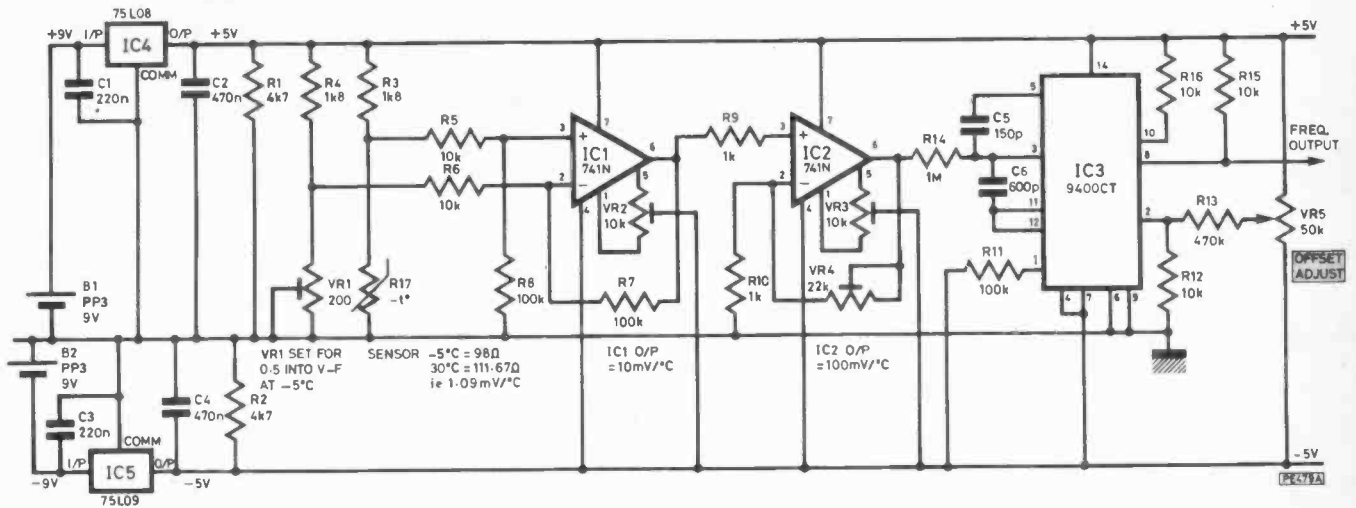 75L08
+9V I/P IC4 O/P +5V
COMM
C1 220n
C2 470n
R1 4k7
R4 1k8
R3 1k8
R5 10k
R6 10k
3 + IC1 741N 2 − 7 6 5 4 1
VR2 10k
R9 1k
3 + IC2 741N 2 − 7 6 5 4 1
VR3 10k
R14 1M
C5 150p
C6 600p
5 3 11 12 1 14 10 8 2 4 7 6 9
IC3 9400CT
R16 10k
R15 10k
+5V
FREQ. OUTPUT
R13 470k
VR5 50k
OFFSET ADJUST
R12 10k
R11 100k
VR4 22k
R10 1k
R7 100k
R8 100k
R17 -t°
VR1 200
B1 PP3 9V
B2 PP3 9V
VR1 SET FOR 0.5 INTO V-F AT -5°C
SENSOR -5°C = 98Ω
30°C = 111.67Ω
ie 1.09mV/°C
IC1 O/P =10mV/°C
IC2 O/P =100mV/°C
C3 220n
C4 470n
R2 4k7
COMM
-9V I/P IC5 O/P -5V
75L09
-5V
PE479A